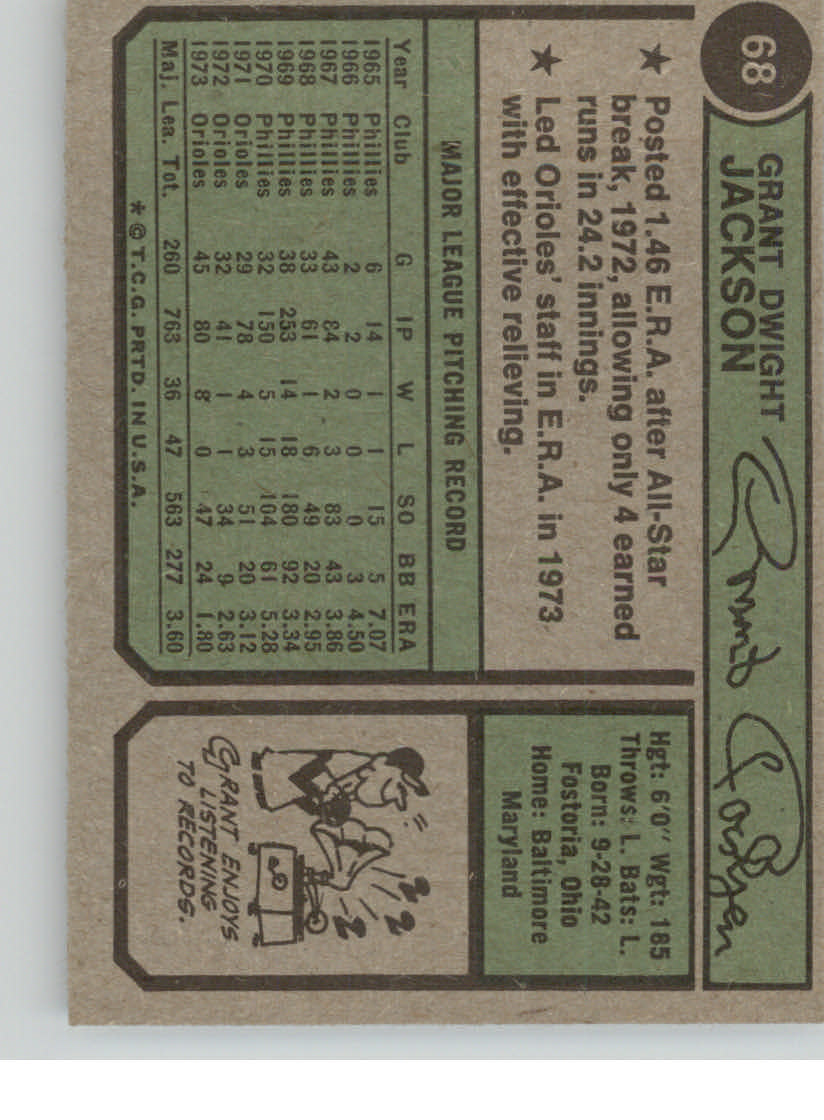 68
GRANT DWIGHT
JACKSON
Grant Jackson
★ Posted 1.46 E.R.A. after All-Star
break, 1972, allowing only 4 earned
runs in 24.2 innings.
★ Led Orioles' staff in E.R.A. in 1973
with effective relieving.
MAJOR LEAGUE PITCHING RECORD
Year Club G IP W L SO BB ERA
1965 Phillies 6 14 1 1 15 5 7.07
1966 Phillies 2 2 0 0 0 3 4.50
1967 Phillies 43 84 2 3 83 43 3.86
1968 Phillies 33 61 1 6 49 20 2.95
1969 Phillies 38 253 14 18 180 92 3.34
1970 Phillies 32 150 5 15 104 61 5.28
1971 Orioles 29 78 4 3 51 20 3.12
1972 Orioles 32 41 1 1 34 9 2.63
1973 Orioles 45 80 8 0 47 24 1.80
Maj. Lea. Tot. 260 763 36 47 563 277 3.60
* © T.C.G. PRTD. IN U.S.A.
Hgt: 6'0" Wgt: 185
Throws: L. Bats: L.
Born: 9-28-42
Fostoria, Ohio
Home: Baltimore
Maryland
GRANT ENJOYS
LISTENING
TO RECORDS.